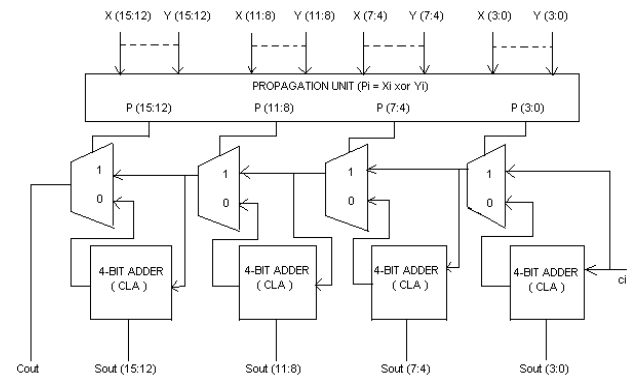 X (15:12) Y (15:12) X (11:8) Y (11:8) X (7:4) Y (7:4) X (3:0) Y (3:0)
PROPAGATION UNIT (Pi = Xi xor Yi)
P (15:12) P (11:8) P (7:4) P (3:0)
1 1 1 1
0 0 0 0
4-BIT ADDER 4-BIT ADDER 4-BIT ADDER 4-BIT ADDER
( CLA ) ( CLA ) ( CLA ) ( CLA )
ci
Cout Sout (15:12) Sout (11:8) Sout (7:4) Sout (3:0)